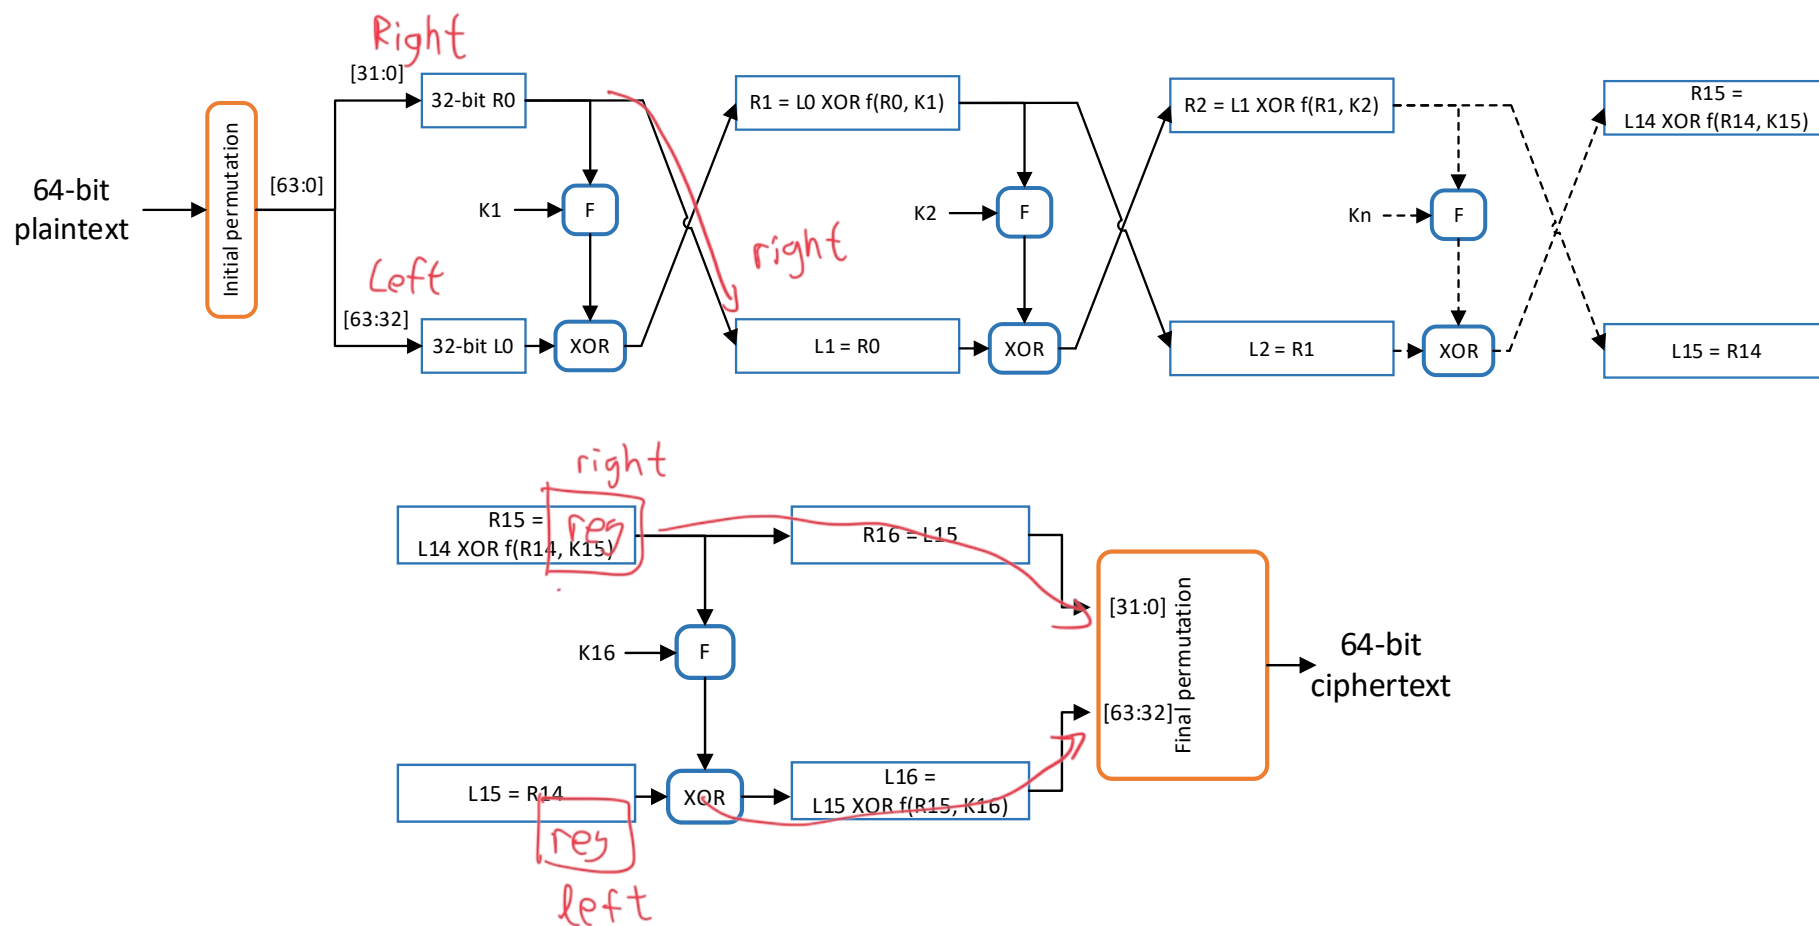 Right
[31:0]
32-bit R0
R1 = L0 XOR f(R0, K1)
R2 = L1 XOR f(R1, K2)
R15 =
L14 XOR f(R14, K15)
64-bit
plaintext
Initial permutation
[63:0]
K1
F
K2
F
Kn
F
right
Left
[63:32]
32-bit L0
XOR
L1 = R0
XOR
L2 = R1
XOR
L15 = R14
right
R15 =
L14 XOR f(R14, K15)
reg
R16 = L15
K16
F
[31:0]
[63:32]
Final permutation
64-bit
ciphertext
L15 = R14
XOR
L16 =
L15 XOR f(R15, K16)
reg
left